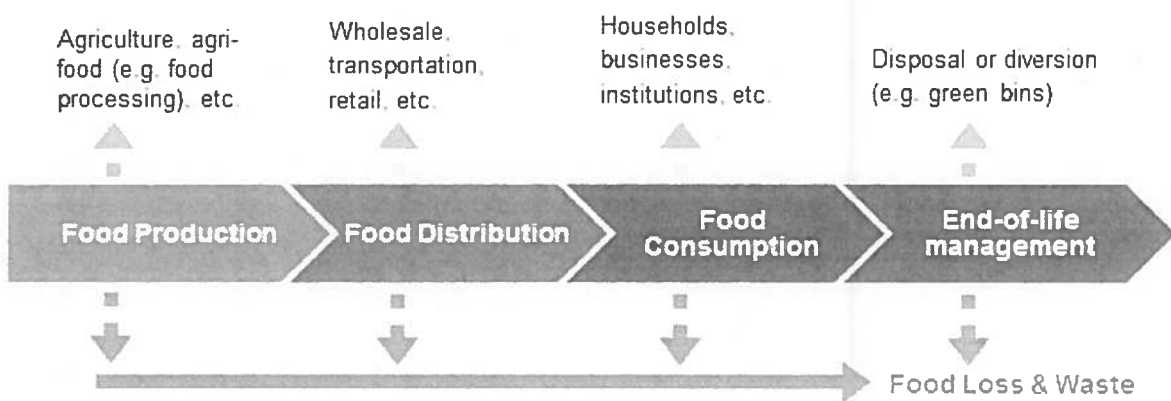 Agriculture, agri-
food (e.g. food
processing), etc.
Wholesale,
transportation,
retail, etc.
Households,
businesses,
institutions, etc.
Disposal or diversion
(e.g. green bins)
Food Production
Food Distribution
Food
Consumption
End-of-life
management
Food Loss & Waste